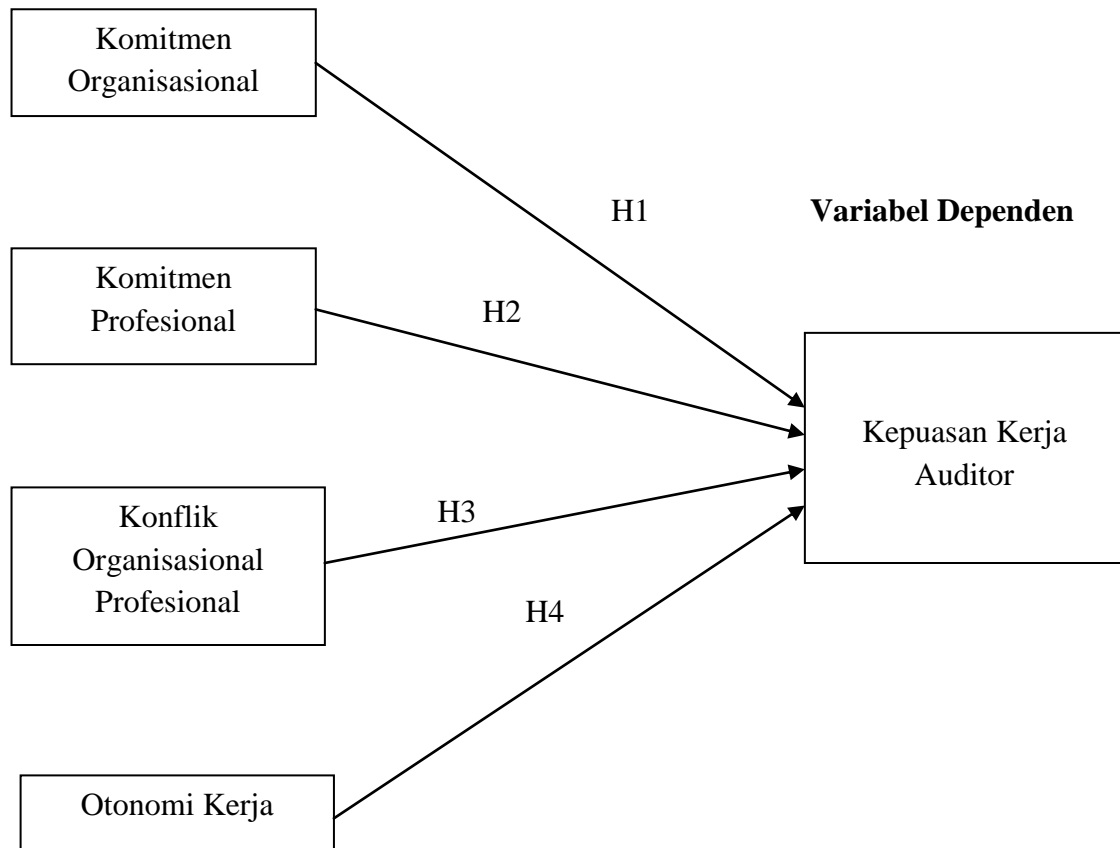 Komitmen
Organisasional
H1
Variabel Dependen
Komitmen
Profesional
H2
Kepuasan Kerja
Auditor
Konflik
Organisasional
Profesional
H3
H4
Otonomi Kerja